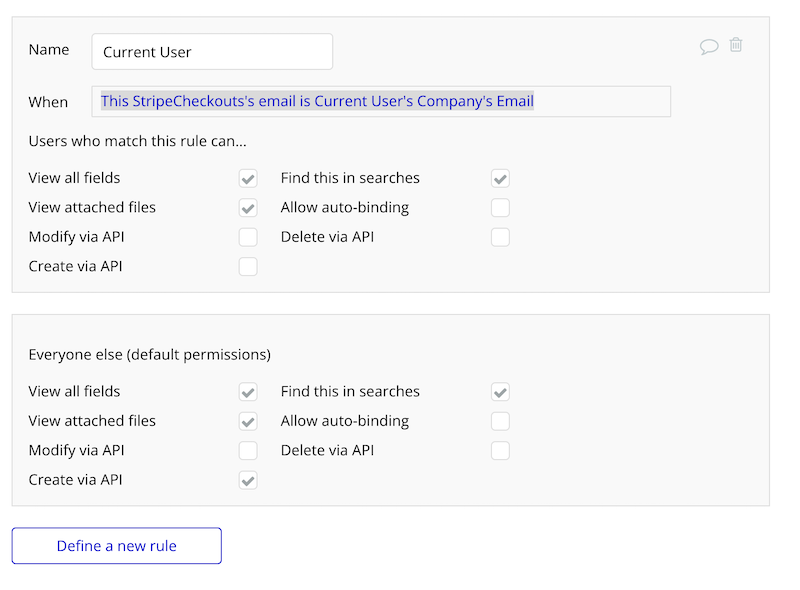 Name Current User
When This StripeCheckouts's email is Current User's Company's Email
Users who match this rule can...
View all fields Find this in searches
View attached files Allow auto-binding
Modify via API Delete via API
Create via API
Everyone else (default permissions)
View all fields Find this in searches
View attached files Allow auto-binding
Modify via API Delete via API
Create via API
Define a new rule